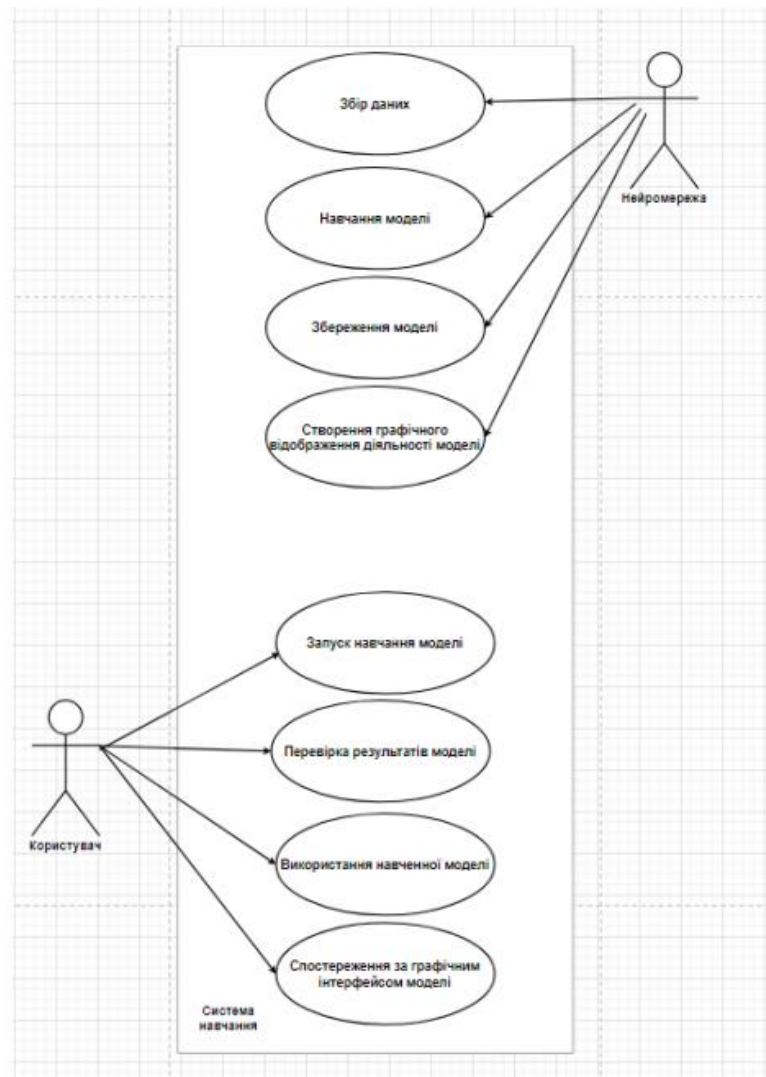 Збір даних
Нейромережа
Навчання моделі
Збереження моделі
Створення графічного
відображення діяльності моделі
Запуск навчання моделі
Перевірка результатів моделі
Користувач
Використання навченної моделі
Спостереження за графічним
інтерфейсом моделі
Система
навчання